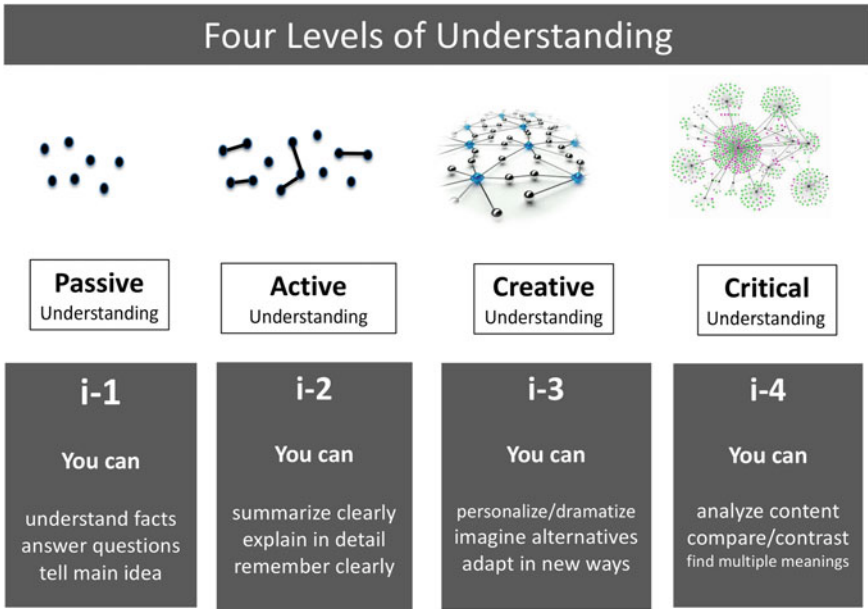 Four Levels of Understanding
Passive
Understanding
Active
Understanding
Creative
Understanding
Critical
Understanding
i-1
You can
understand facts
answer questions
tell main idea
i-2
You can
summarize clearly
explain in detail
remember clearly
i-3
You can
personalize/dramatize
imagine alternatives
adapt in new ways
i-4
You can
analyze content
compare/contrast
find multiple meanings